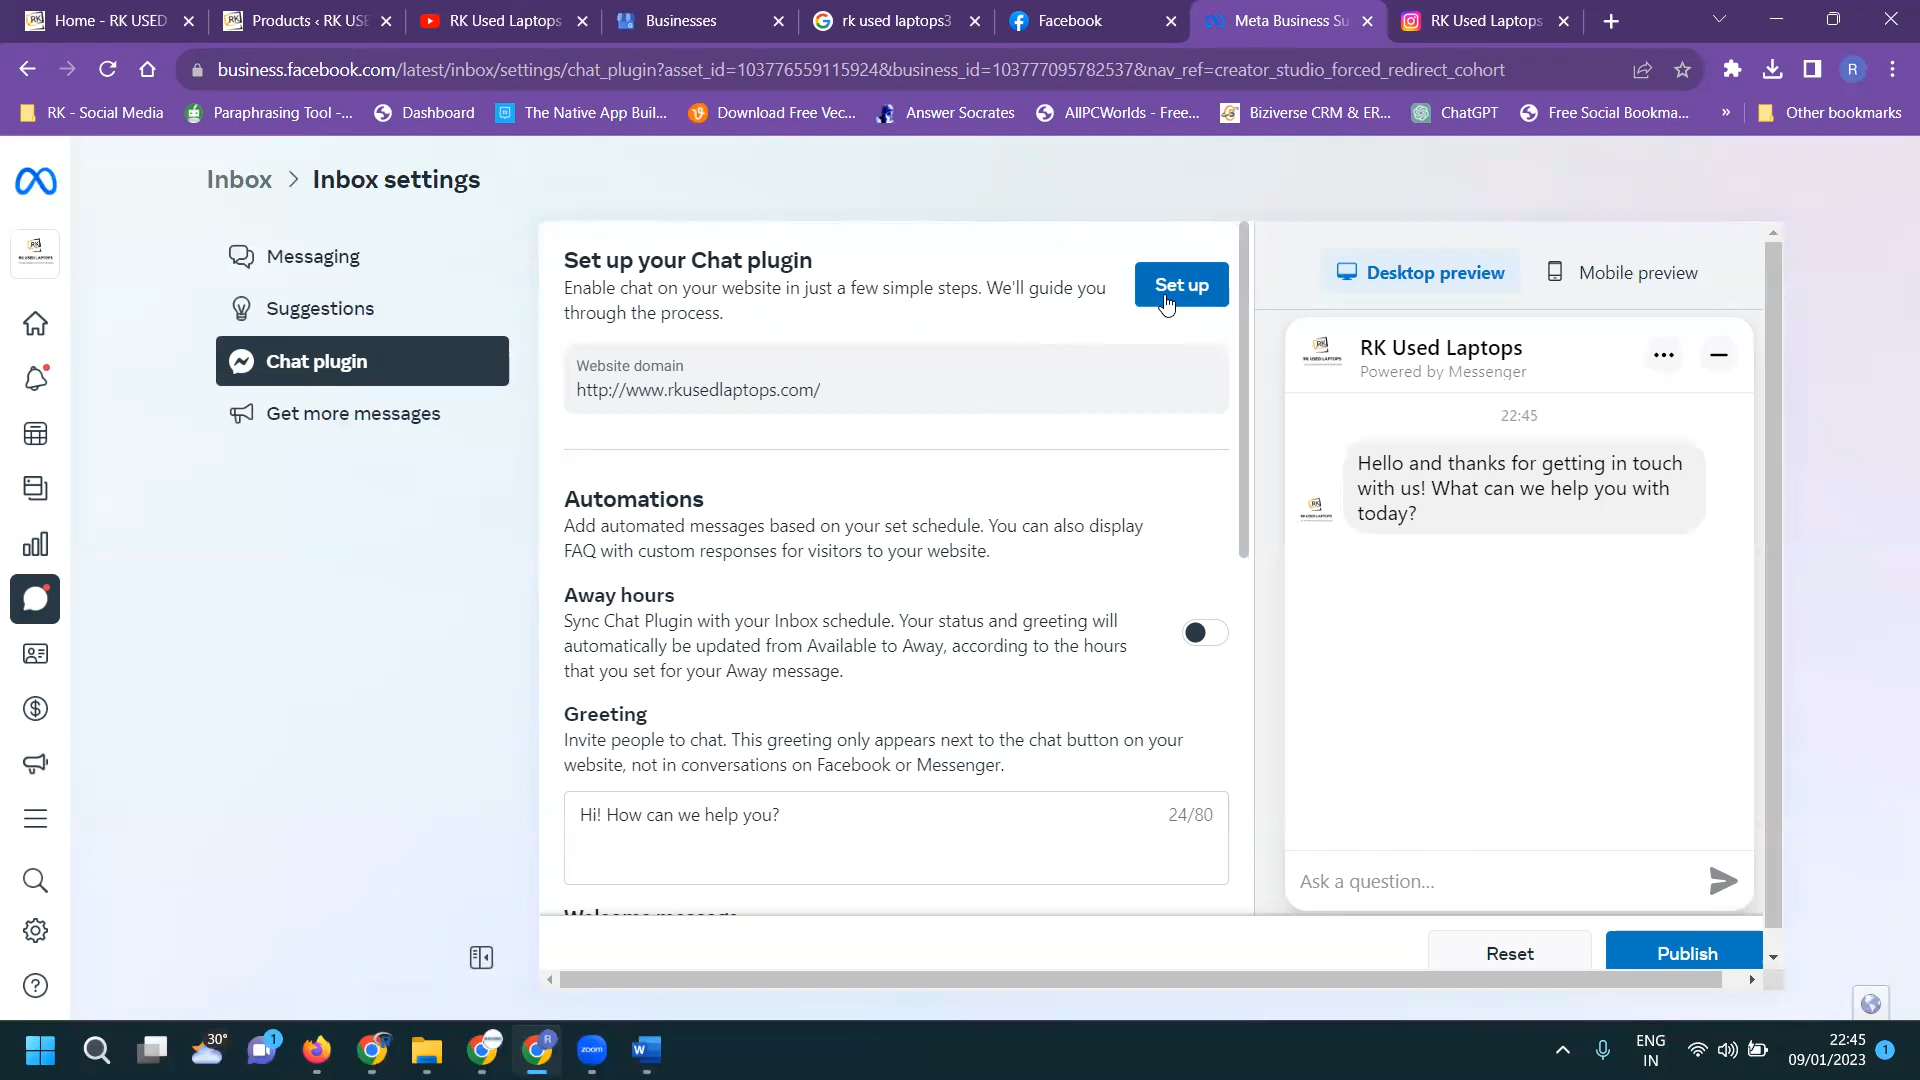 Home - RK USED
Products ‹ RK USE
RK Used Laptops
Businesses
rk used laptops3
Facebook
Meta Business Su
RK Used Laptops
business.facebook.com/latest/inbox/settings/chat_plugin?asset_id=103776559115924&business_id=103777095782537&nav_ref=creator_studio_forced_redirect_cohort
R
RK - Social Media
Paraphrasing Tool -...
Dashboard
The Native App Buil...
Download Free Vec...
Answer Socrates
AllPCWorlds - Free...
Biziverse CRM & ER...
ChatGPT
Free Social Bookma...
»
Other bookmarks
Inbox > Inbox settings
Messaging
Suggestions
Chat plugin
Get more messages
Set up your Chat plugin
Enable chat on your website in just a few simple steps. We'll guide you
through the process.
Set up
Website domain
http://www.rkusedlaptops.com/
Automations
Add automated messages based on your set schedule. You can also display
FAQ with custom responses for visitors to your website.
Away hours
Sync Chat Plugin with your Inbox schedule. Your status and greeting will
automatically be updated from Available to Away, according to the hours
that you set for your Away message.
Greeting
Invite people to chat. This greeting only appears next to the chat button on your
website, not in conversations on Facebook or Messenger.
Hi! How can we help you?
24/80
Welcome message
Desktop preview
Mobile preview
RK Used Laptops
Powered by Messenger
22:45
Hello and thanks for getting in touch
with us! What can we help you with
today?
Ask a question...
Reset
Publish
30°
1
R
zoom
ENG
IN
22:45
09/01/2023
1